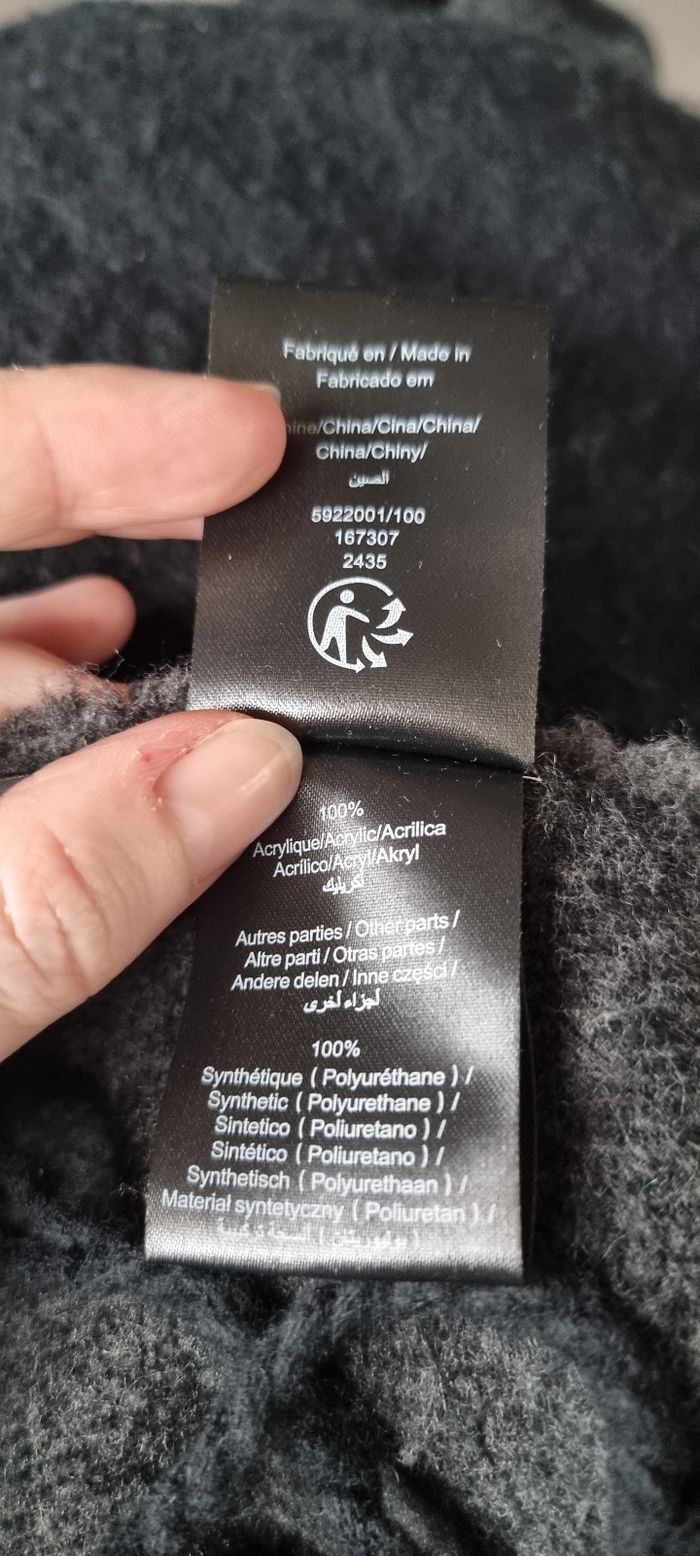 Fabriqué en / Made in
Fabricado em
/China/Cina/China/
China/Chiny/
الصين
5922001/100
167307
2435
100%
Acrylique/Acrylic/Acrilica
Acrílico/Acryl/Akryl
أكريليك
Autres parties / Other parts /
Altre parti / Otras partes /
Andere delen / Inne części /
أجزاء أخرى
100%
Synthétique ( Polyuréthane ) /
Synthetic ( Polyurethane ) /
Sintetico ( Poliuretano ) /
Sintético ( Poliuretano ) /
Synthetisch ( Polyurethaan ) /
Materiał syntetyczny ( Poliuretan ) /